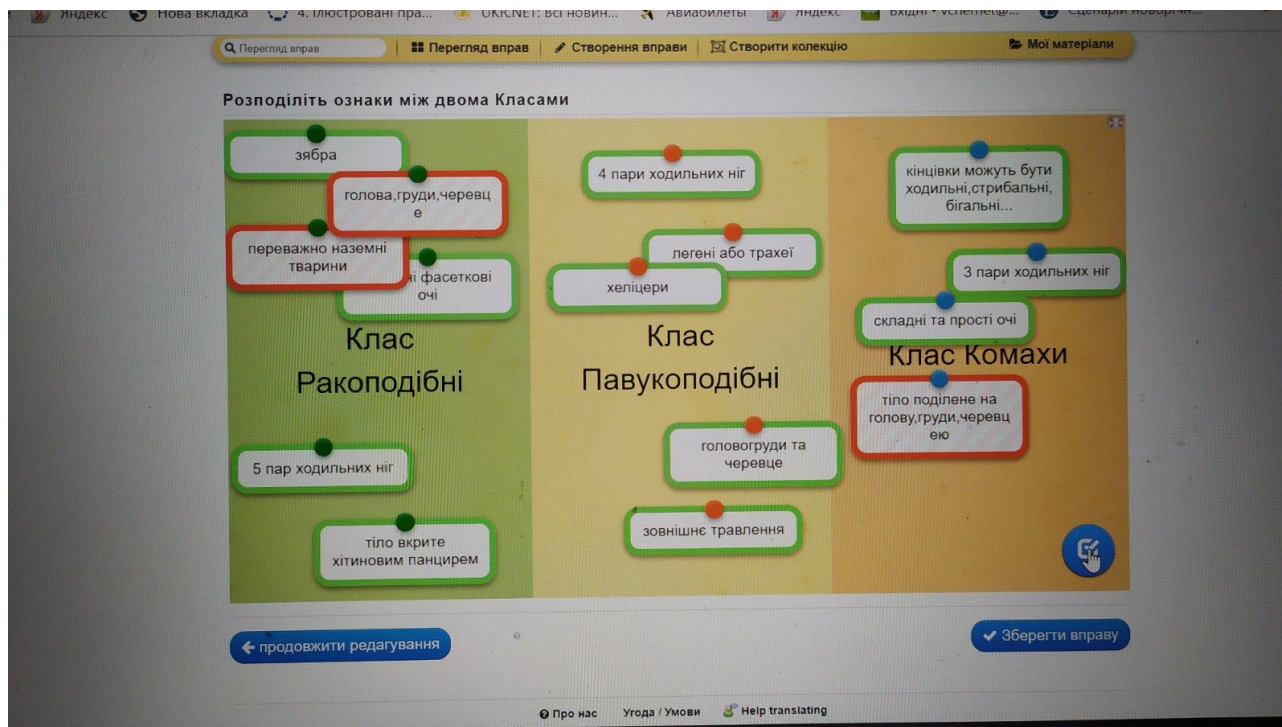 Яндекс Нова вкладка 4. Ілюстровані пра... UKR.NET: Всі новин... Авиабилеты Яндекс Вхідні • vchernet@...
Перегляд вправ Перегляд вправ Створення вправи Створити колекцію Мої матеріали
Розподіліть ознаки між двома Класами
зябра
голова,груди,черевц
е
переважно наземні
тварини
ні фасеткові
очі
Клас
Ракоподібні
5 пар ходильних ніг
тіло вкрите
хітиновим панцирем
4 пари ходильних ніг
легені або трахеї
хеліцери
Клас
Павукоподібні
головогруди та
черевце
зовнішнє травлення
кінцівки можуть бути
ходильні,стрибальні,
бігальні...
3 пари ходильних ніг
складні та прості очі
Клас Комахи
тіло поділене на
голову,груди,черевц
ею
продовжити редагування
Зберегти вправу
Про нас Угода / Умови Help translating